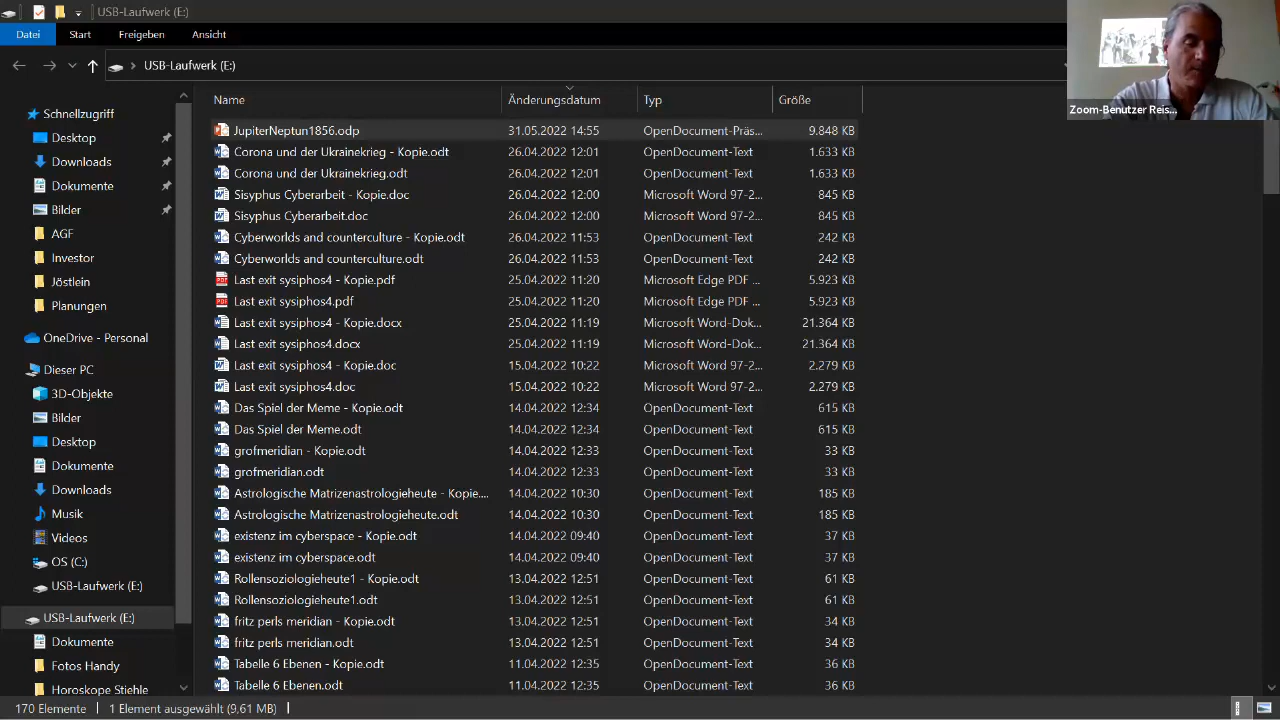 USB-Laufwerk (E:)
Datei Start Freigeben Ansicht
USB-Laufwerk (E:)
Zoom-Benutzer Reis...
Name Änderungsdatum Typ Größe
Schnellzugriff
Desktop
Downloads
Dokumente
Bilder
AGF
Investor
Jöstlein
Planungen
OneDrive - Personal
Dieser PC
3D-Objekte
Bilder
Desktop
Dokumente
Downloads
Musik
Videos
OS (C:)
USB-Laufwerk (E:)
USB-Laufwerk (E:)
Dokumente
Fotos Handy
Horoskope Stiehle
JupiterNeptun1856.odp 31.05.2022 14:55 OpenDocument-Präs... 9.848 KB
Corona und der Ukrainekrieg - Kopie.odt 26.04.2022 12:01 OpenDocument-Text 1.633 KB
Corona und der Ukrainekrieg.odt 26.04.2022 12:01 OpenDocument-Text 1.633 KB
Sisyphus Cyberarbeit - Kopie.doc 26.04.2022 12:00 Microsoft Word 97-2... 845 KB
Sisyphus Cyberarbeit.doc 26.04.2022 12:00 Microsoft Word 97-2... 845 KB
Cyberworlds and counterculture - Kopie.odt 26.04.2022 11:53 OpenDocument-Text 242 KB
Cyberworlds and counterculture.odt 26.04.2022 11:53 OpenDocument-Text 242 KB
Last exit sysiphos4 - Kopie.pdf 25.04.2022 11:20 Microsoft Edge PDF ... 5.923 KB
Last exit sysiphos4.pdf 25.04.2022 11:20 Microsoft Edge PDF ... 5.923 KB
Last exit sysiphos4 - Kopie.docx 25.04.2022 11:19 Microsoft Word-Dok... 21.364 KB
Last exit sysiphos4.docx 25.04.2022 11:19 Microsoft Word-Dok... 21.364 KB
Last exit sysiphos4 - Kopie.doc 15.04.2022 10:22 Microsoft Word 97-2... 2.279 KB
Last exit sysiphos4.doc 15.04.2022 10:22 Microsoft Word 97-2... 2.279 KB
Das Spiel der Meme - Kopie.odt 14.04.2022 12:34 OpenDocument-Text 615 KB
Das Spiel der Meme.odt 14.04.2022 12:34 OpenDocument-Text 615 KB
grofmeridian - Kopie.odt 14.04.2022 12:33 OpenDocument-Text 33 KB
grofmeridian.odt 14.04.2022 12:33 OpenDocument-Text 33 KB
Astrologische Matrizenastrologieheute - Kopie.... 14.04.2022 10:30 OpenDocument-Text 185 KB
Astrologische Matrizenastrologieheute.odt 14.04.2022 10:30 OpenDocument-Text 185 KB
existenz im cyberspace - Kopie.odt 14.04.2022 09:40 OpenDocument-Text 37 KB
existenz im cyberspace.odt 14.04.2022 09:40 OpenDocument-Text 37 KB
Rollensoziologieheute1 - Kopie.odt 13.04.2022 12:51 OpenDocument-Text 61 KB
Rollensoziologieheute1.odt 13.04.2022 12:51 OpenDocument-Text 61 KB
fritz perls meridian - Kopie.odt 13.04.2022 12:51 OpenDocument-Text 34 KB
fritz perls meridian.odt 13.04.2022 12:51 OpenDocument-Text 34 KB
Tabelle 6 Ebenen - Kopie.odt 11.04.2022 12:35 OpenDocument-Text 36 KB
Tabelle 6 Ebenen.odt 11.04.2022 12:35 OpenDocument-Text 36 KB
170 Elemente 1 Element ausgewählt (9,61 MB)